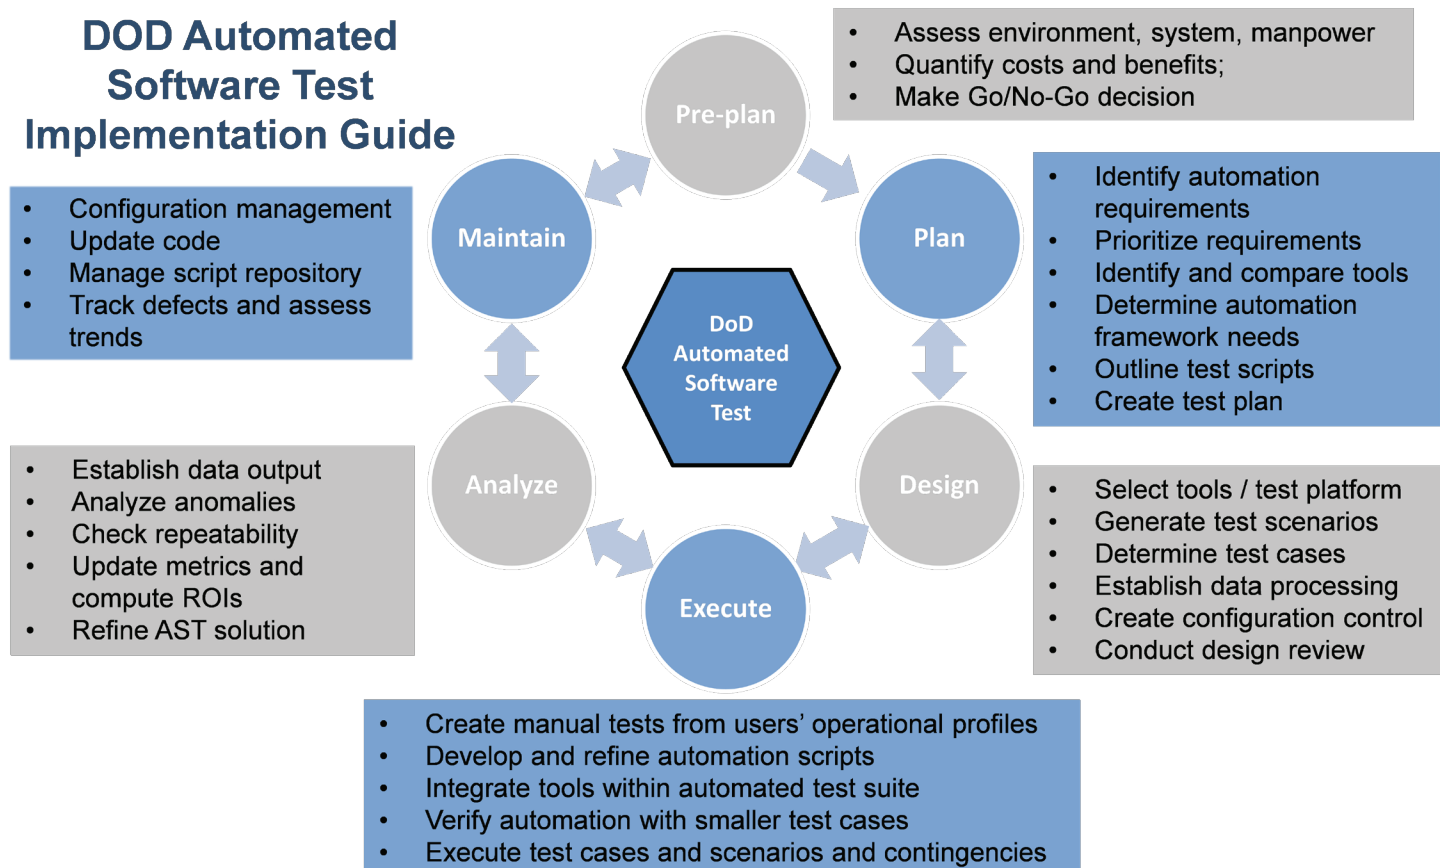 DOD Automated
Software Test
Implementation Guide
Pre-plan
• Assess environment, system, manpower
• Quantify costs and benefits;
• Make Go/No-Go decision
Plan
• Identify automation
requirements
• Prioritize requirements
• Identify and compare tools
• Determine automation
framework needs
• Outline test scripts
• Create test plan
Design
• Select tools / test platform
• Generate test scenarios
• Determine test cases
• Establish data processing
• Create configuration control
• Conduct design review
Execute
• Create manual tests from users’ operational profiles
• Develop and refine automation scripts
• Integrate tools within automated test suite
• Verify automation with smaller test cases
• Execute test cases and scenarios and contingencies
Analyze
• Establish data output
• Analyze anomalies
• Check repeatability
• Update metrics and
compute ROIs
• Refine AST solution
Maintain
• Configuration management
• Update code
• Manage script repository
• Track defects and assess
trends
DoD
Automated
Software
Test